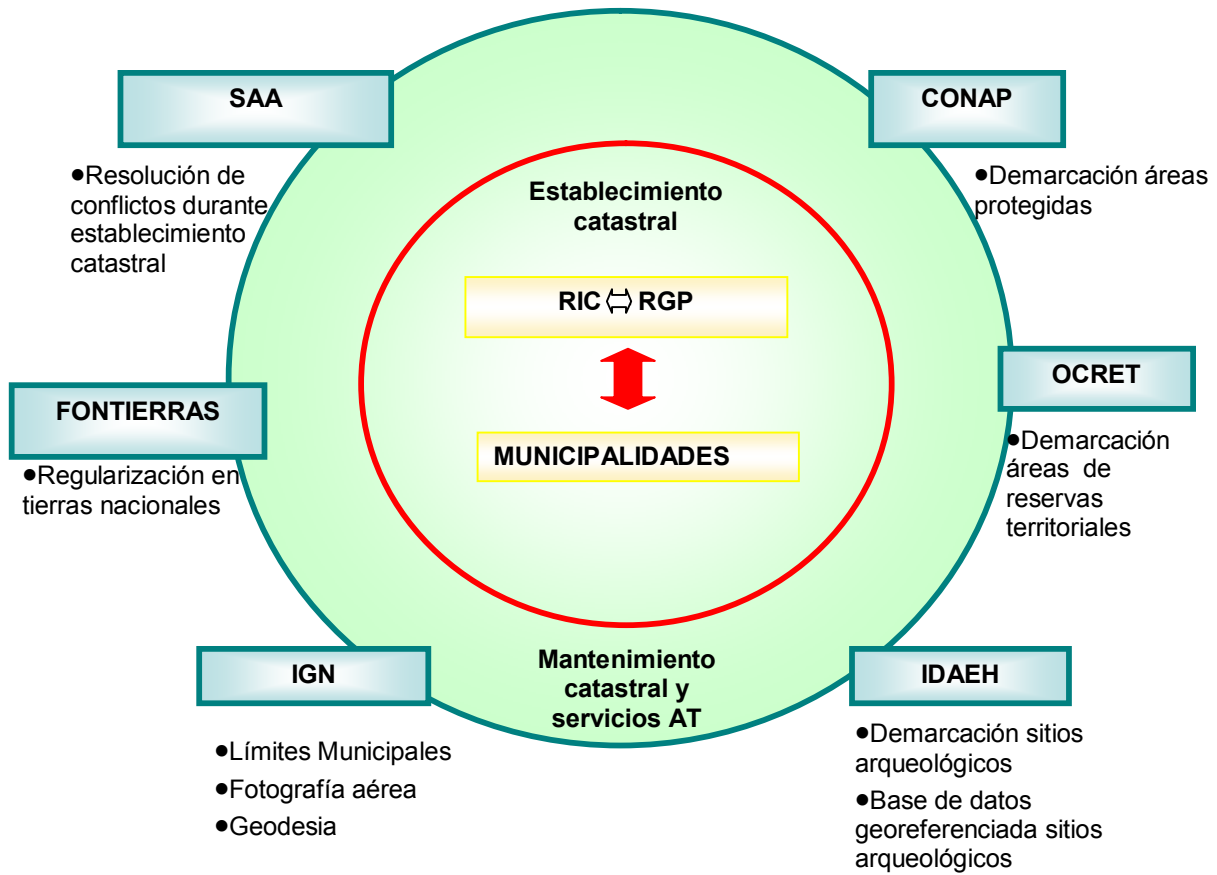 SAA
●Resolución de
conflictos durante
establecimiento
catastral
CONAP
●Demarcación áreas
protegidas
Establecimiento
catastral
RIC ⇔ RGP
MUNICIPALIDADES
FONTIERRAS
●Regularización en
tierras nacionales
OCRET
●Demarcación
áreas de
reservas
territoriales
IGN
●Límites Municipales
●Fotografía aérea
●Geodesia
Mantenimiento
catastral y
servicios AT
IDAEH
●Demarcación sitios
arqueológicos
●Base de datos
georeferenciada sitios
arqueológicos